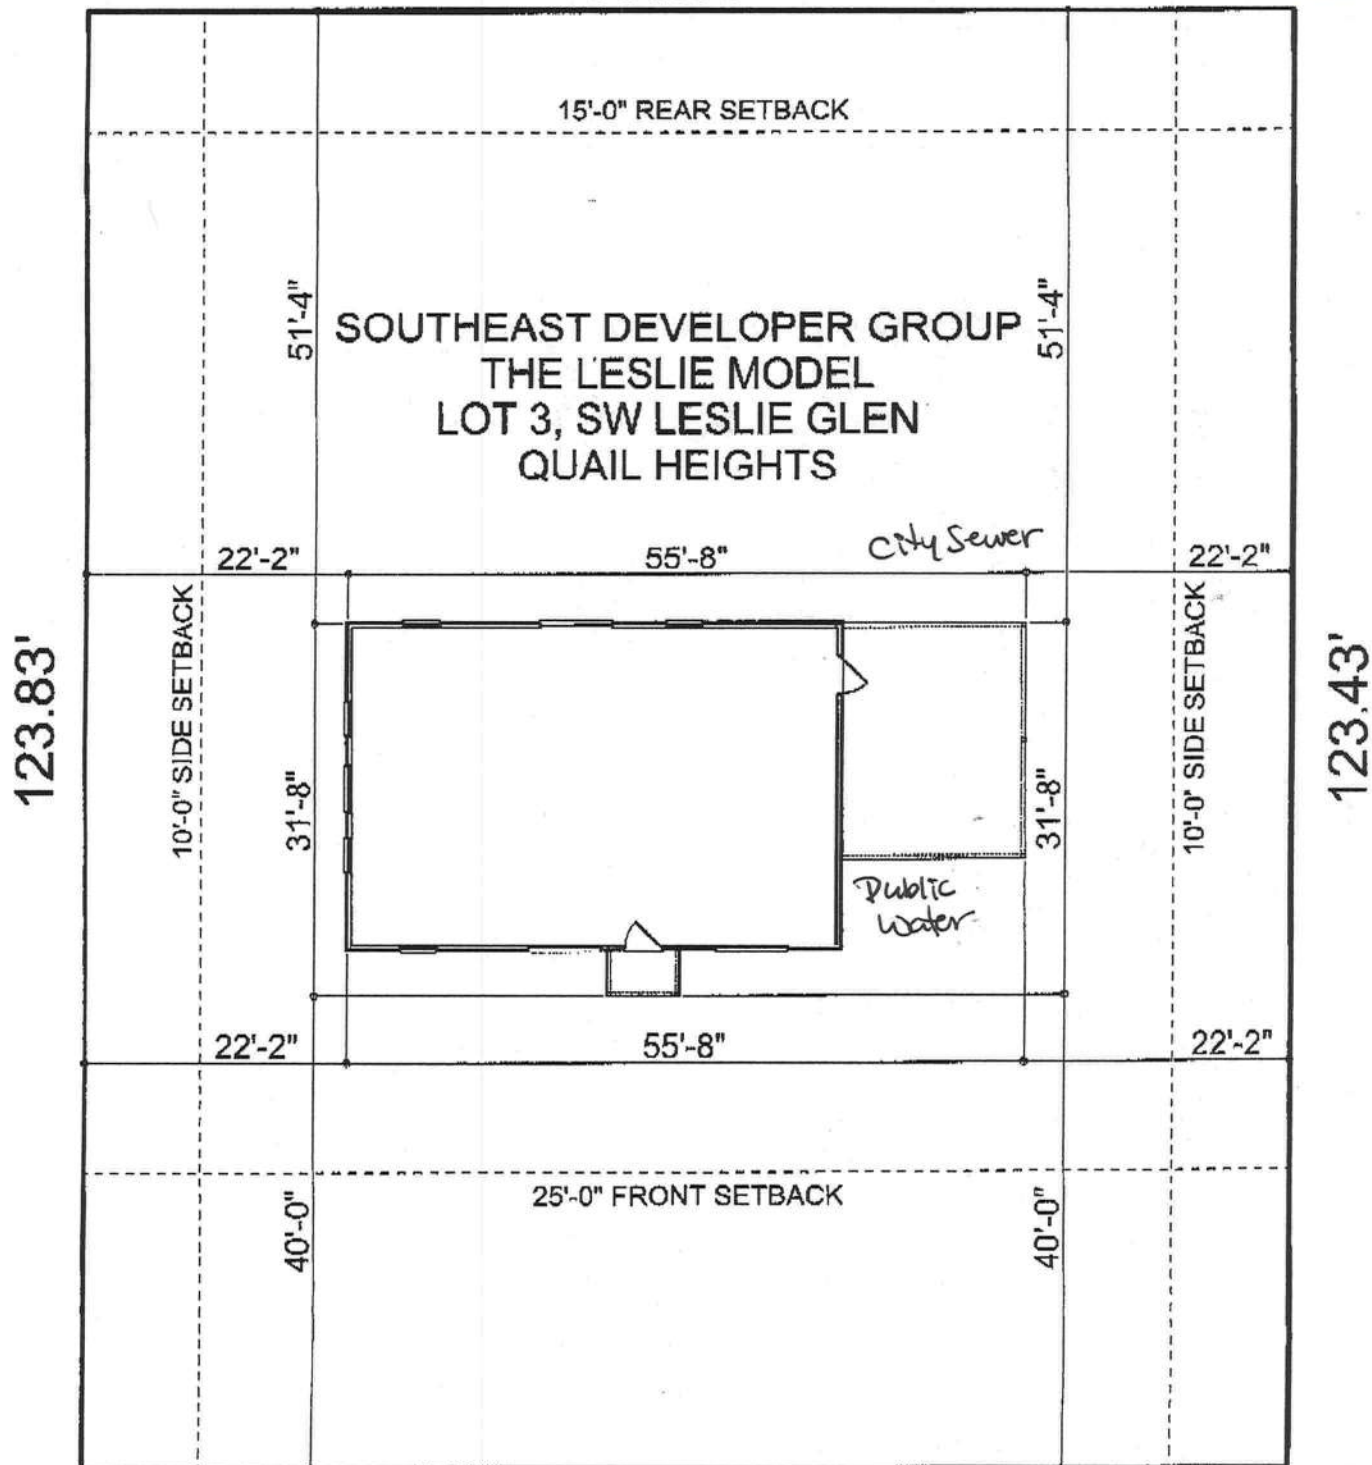 15'-0" REAR SETBACK
51'-4"
51'-4"
SOUTHEAST DEVELOPER GROUP
THE LESLIE MODEL
LOT 3, SW LESLIE GLEN
QUAIL HEIGHTS
City Sewer
22'-2"
55'-8"
22'-2"
123.83'
10'-0" SIDE SETBACK
31'-8"
31'-8"
10'-0" SIDE SETBACK
123.43'
Public
water
22'-2"
55'-8"
22'-2"
25'-0" FRONT SETBACK
40'-0"
40'-0"